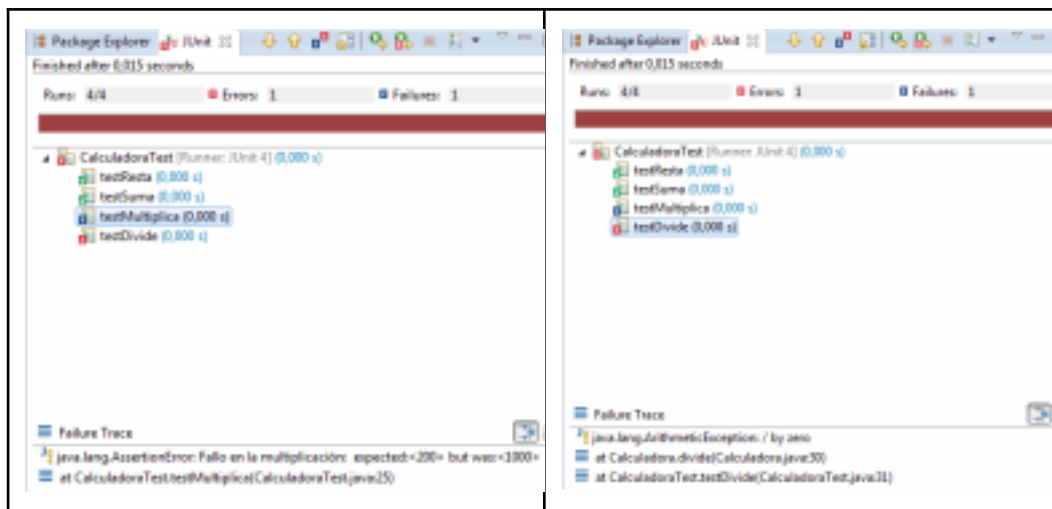 Package Explorer JUnit
Finished after 0,015 seconds
Runs: 4/4 Errors: 1 Failures: 1
CalculadoraTest [Runner: JUnit 4] (0,000 s)
testResta (0,000 s)
testSuma (0,000 s)
testMultiplica (0,000 s)
testDivide (0,000 s)
Failure Trace
java.lang.AssertionError: Fallo en la multiplicación: expected:<200> but was:<1000>
at CalculadoraTest.testMultiplica(CalculadoraTest.java:25)
Package Explorer JUnit
Finished after 0,015 seconds
Runs: 4/4 Errors: 1 Failures: 1
CalculadoraTest [Runner: JUnit 4] (0,000 s)
testResta (0,000 s)
testSuma (0,000 s)
testMultiplica (0,000 s)
testDivide (0,000 s)
Failure Trace
java.lang.ArithmeticException: / by zero
at Calculadora.divide(Calculadora.java:30)
at CalculadoraTest.testDivide(CalculadoraTest.java:31)